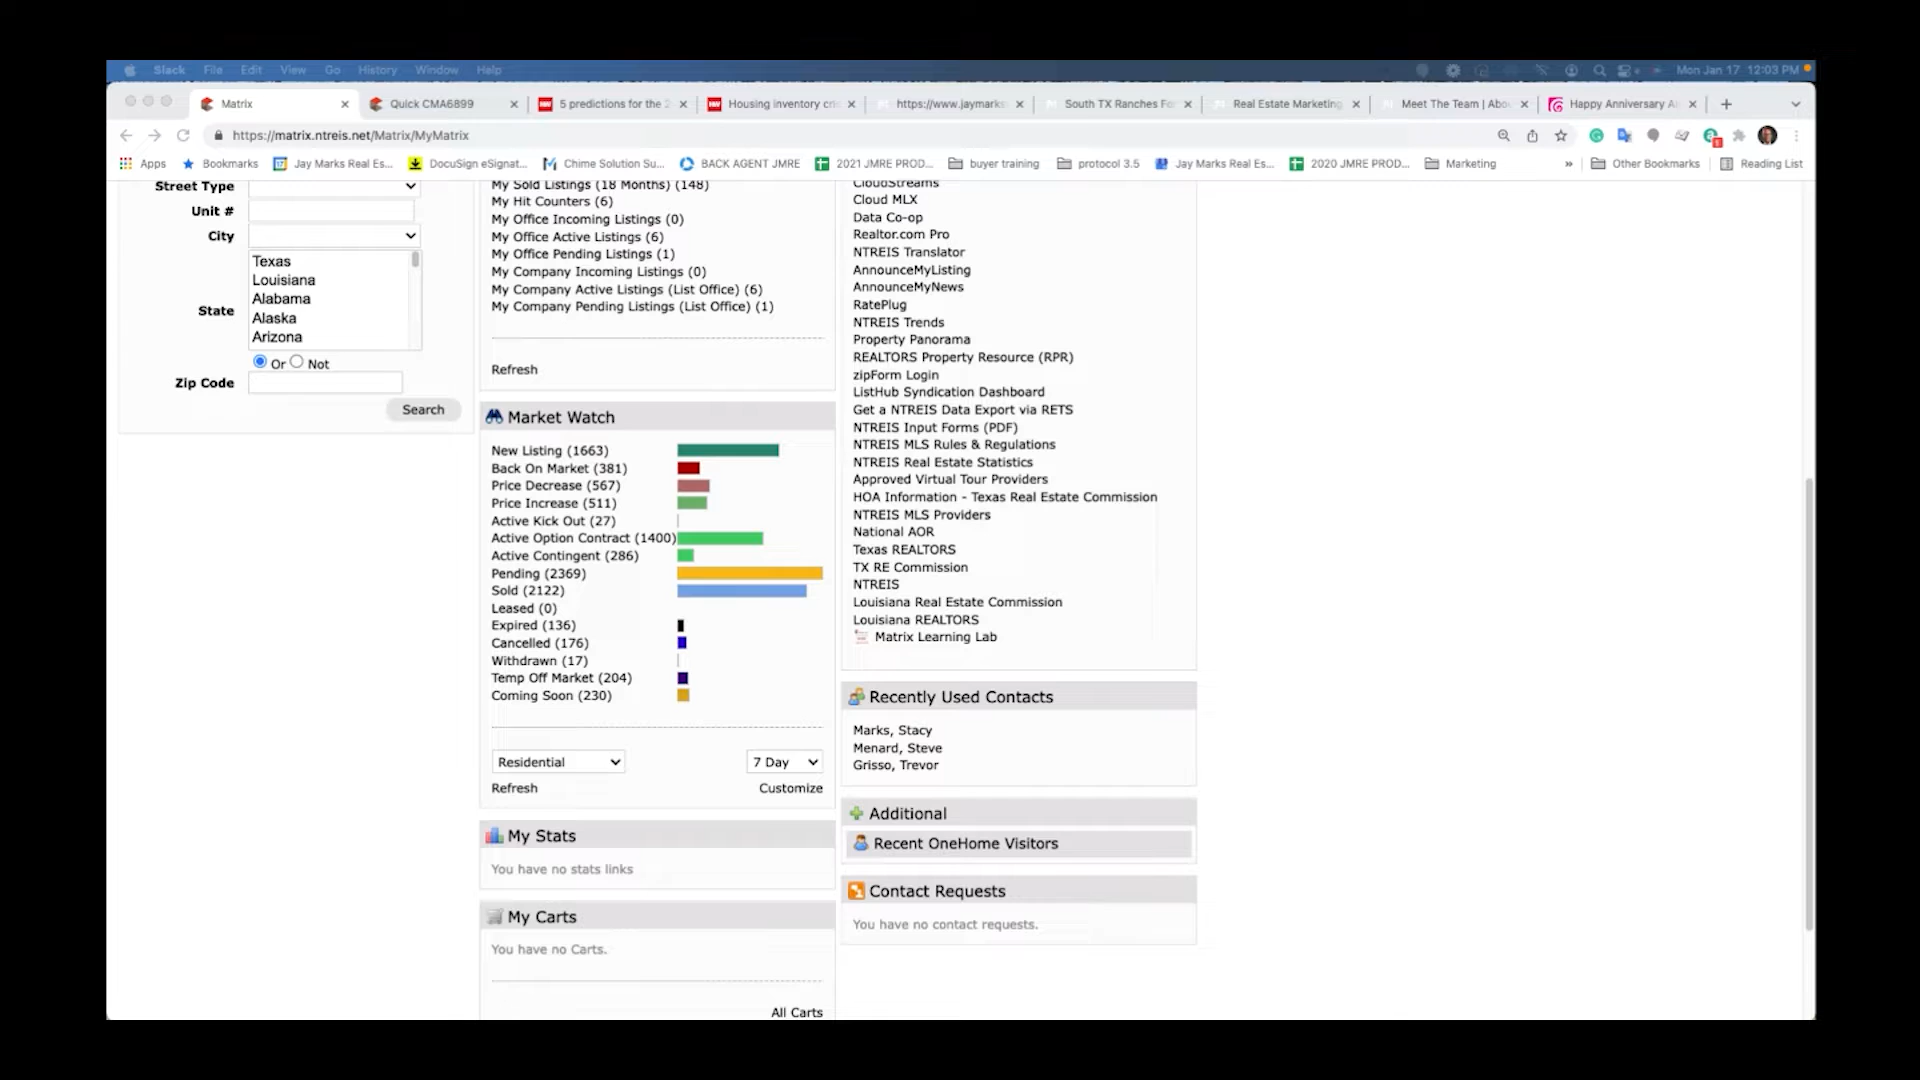 Slack File Edit View Go History Window Help Mon Jan 17 12:03 PM
Matrix
Quick CMA6899
5 predictions for the 2
Housing inventory cri
https://www.jaymarks
South TX Ranches Fo
Real Estate Marketing
Meet The Team | Abo
Happy Anniversary A
https://matrix.ntreis.net/Matrix/MyMatrix
Apps Bookmarks Jay Marks Real Es... DocuSign eSignat... Chime Solution Su... BACK AGENT JMRE 2021 JMRE PROD... buyer training protocol 3.5 Jay Marks Real Es... 2020 JMRE PROD... Marketing » Other Bookmarks Reading List
Street Type
Unit #
City
Texas
Louisiana
Alabama
Alaska
Arizona
State
Or Not
Zip Code
Search
My Sold Listings (18 Months) (148)
My Hit Counters (6)
My Office Incoming Listings (0)
My Office Active Listings (6)
My Office Pending Listings (1)
My Company Incoming Listings (0)
My Company Active Listings (List Office) (6)
My Company Pending Listings (List Office) (1)
Refresh
Market Watch
New Listing (1663)
Back On Market (381)
Price Decrease (567)
Price Increase (511)
Active Kick Out (27)
Active Option Contract (1400)
Active Contingent (286)
Pending (2369)
Sold (2122)
Leased (0)
Expired (136)
Cancelled (176)
Withdrawn (17)
Temp Off Market (204)
Coming Soon (230)
Residential 7 Day
Refresh Customize
My Stats
You have no stats links
My Carts
You have no Carts.
All Carts
CloudStreams
Cloud MLX
Data Co-op
Realtor.com Pro
NTREIS Translator
AnnounceMyListing
AnnounceMyNews
RatePlug
NTREIS Trends
Property Panorama
REALTORS Property Resource (RPR)
zipForm Login
ListHub Syndication Dashboard
Get a NTREIS Data Export via RETS
NTREIS Input Forms (PDF)
NTREIS MLS Rules & Regulations
NTREIS Real Estate Statistics
Approved Virtual Tour Providers
HOA Information - Texas Real Estate Commission
NTREIS MLS Providers
National AOR
Texas REALTORS
TX RE Commission
NTREIS
Louisiana Real Estate Commission
Louisiana REALTORS
Matrix Learning Lab
Recently Used Contacts
Marks, Stacy
Menard, Steve
Grisso, Trevor
Additional
Recent OneHome Visitors
Contact Requests
You have no contact requests.